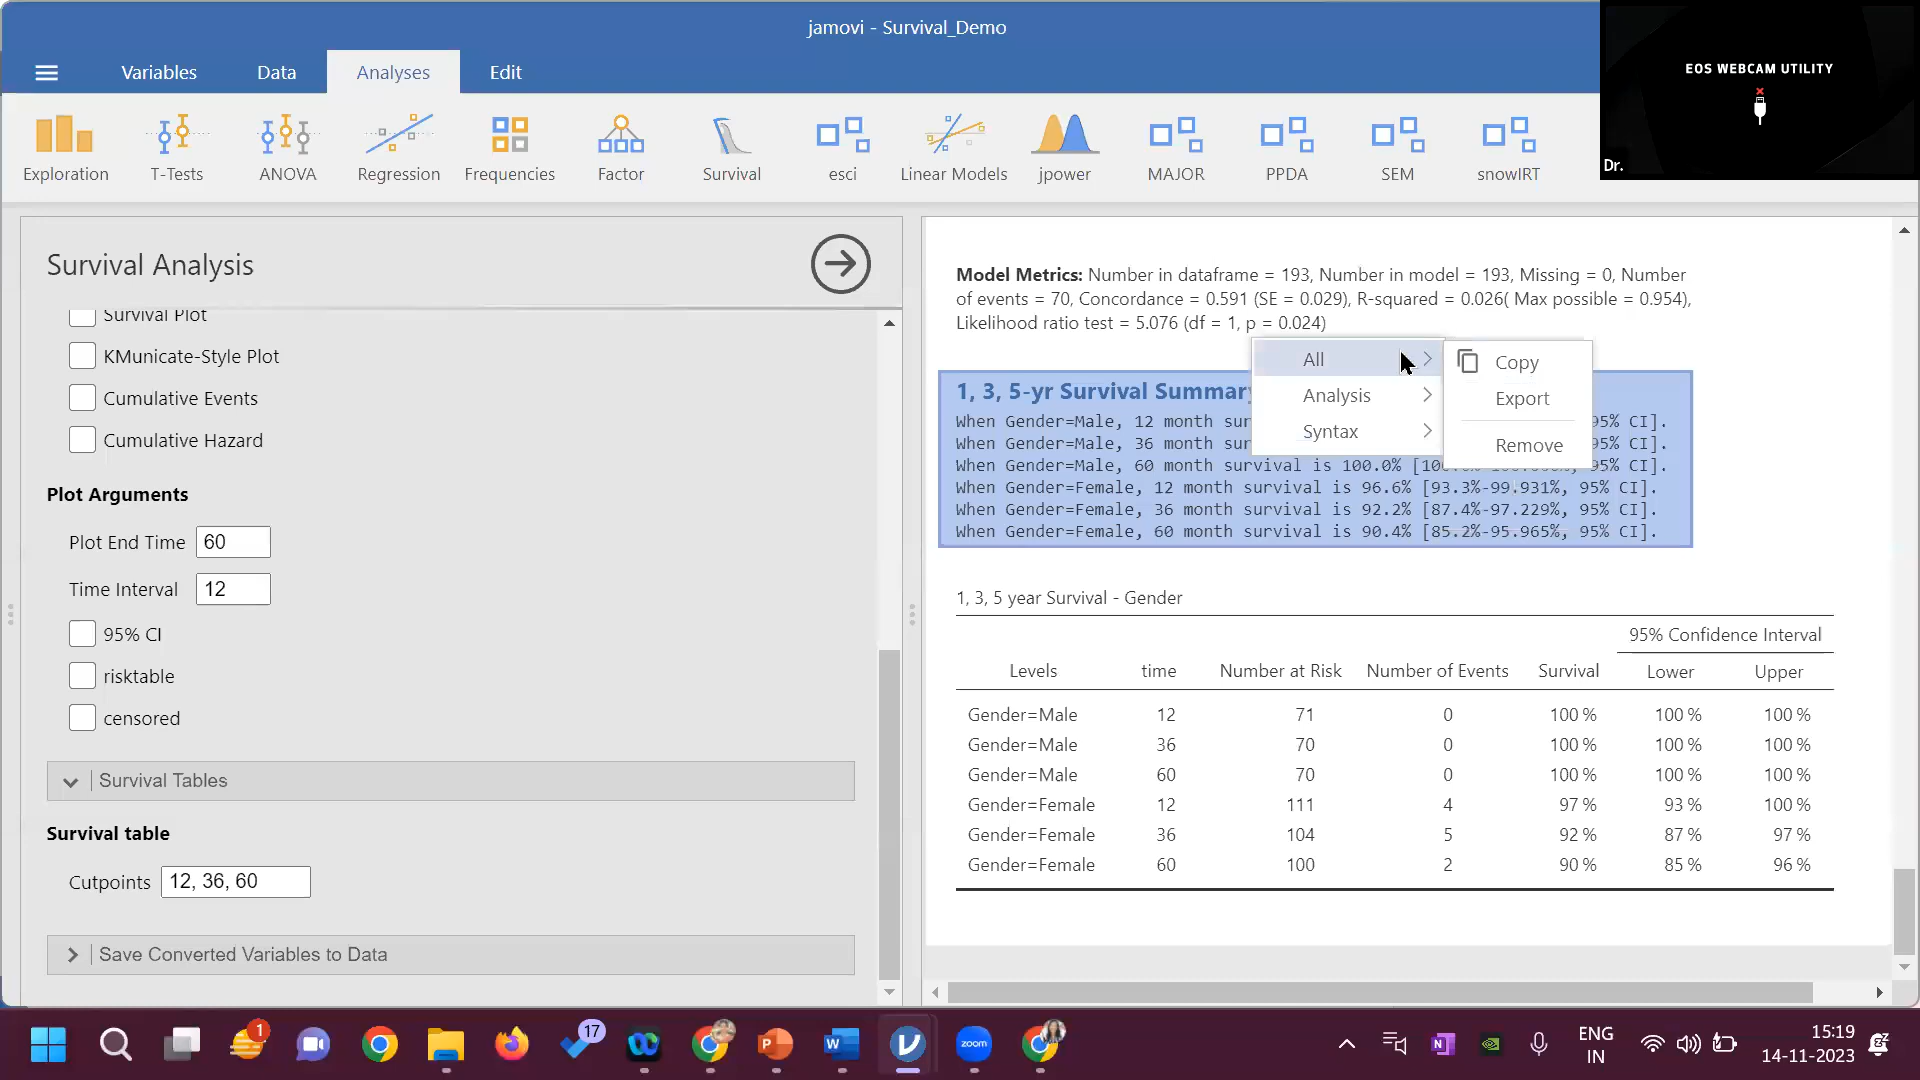 jamovi - Survival_Demo
EOS WEBCAM UTILITY
Dr.
Variables
Data
Analyses
Edit
Exploration
T-Tests
ANOVA
Regression
Frequencies
Factor
Survival
esci
Linear Models
jpower
MAJOR
PPDA
SEM
snowIRT
Survival Analysis
Survival Plot
KMunicate-Style Plot
Cumulative Events
Cumulative Hazard
Plot Arguments
Plot End Time 60
Time Interval 12
95% CI
risktable
censored
Survival Tables
Survival table
Cutpoints 12, 36, 60
Save Converted Variables to Data
Model Metrics: Number in dataframe = 193, Number in model = 193, Missing = 0, Number
of events = 70, Concordance = 0.591 (SE = 0.029), R-squared = 0.026( Max possible = 0.954),
Likelihood ratio test = 5.076 (df = 1, p = 0.024)
All
Analysis
Syntax
Copy
Export
Remove
1, 3, 5-yr Survival Summary
When Gender=Male, 12 month sur 95% CI].
When Gender=Male, 36 month sur 95% CI].
When Gender=Male, 60 month survival is 100.0% 95% CI].
When Gender=Female, 12 month survival is 96.6% [93.3%-99.931%, 95% CI].
When Gender=Female, 36 month survival is 92.2% [87.4%-97.229%, 95% CI].
When Gender=Female, 60 month survival is 90.4% [85.2%-95.965%, 95% CI].
1, 3, 5 year Survival - Gender
95% Confidence Interval
Levels time Number at Risk Number of Events Survival Lower Upper
Gender=Male 12 71 0 100 % 100 % 100 %
Gender=Male 36 70 0 100 % 100 % 100 %
Gender=Male 60 70 0 100 % 100 % 100 %
Gender=Female 12 111 4 97 % 93 % 100 %
Gender=Female 36 104 5 92 % 87 % 97 %
Gender=Female 60 100 2 90 % 85 % 96 %
1
17
W
zoom
N
ENG
IN
15:19
14-11-2023